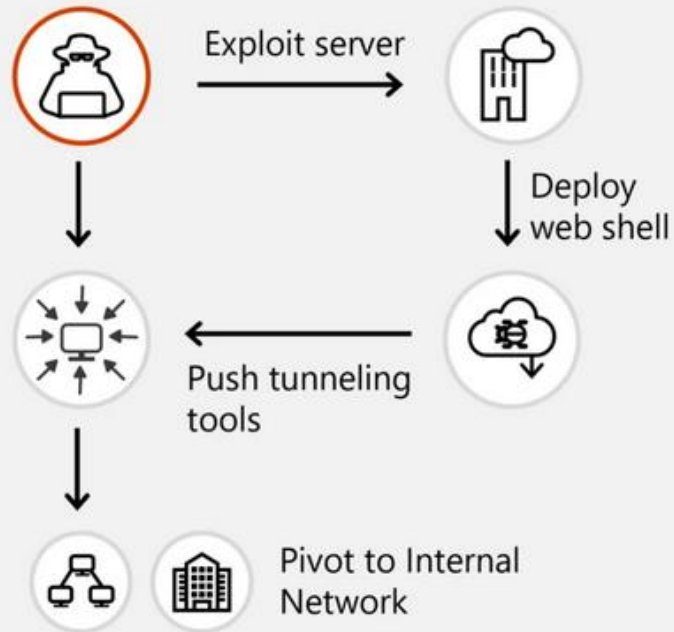 Exploit server
Deploy
web shell
Push tunneling
tools
Pivot to Internal
Network